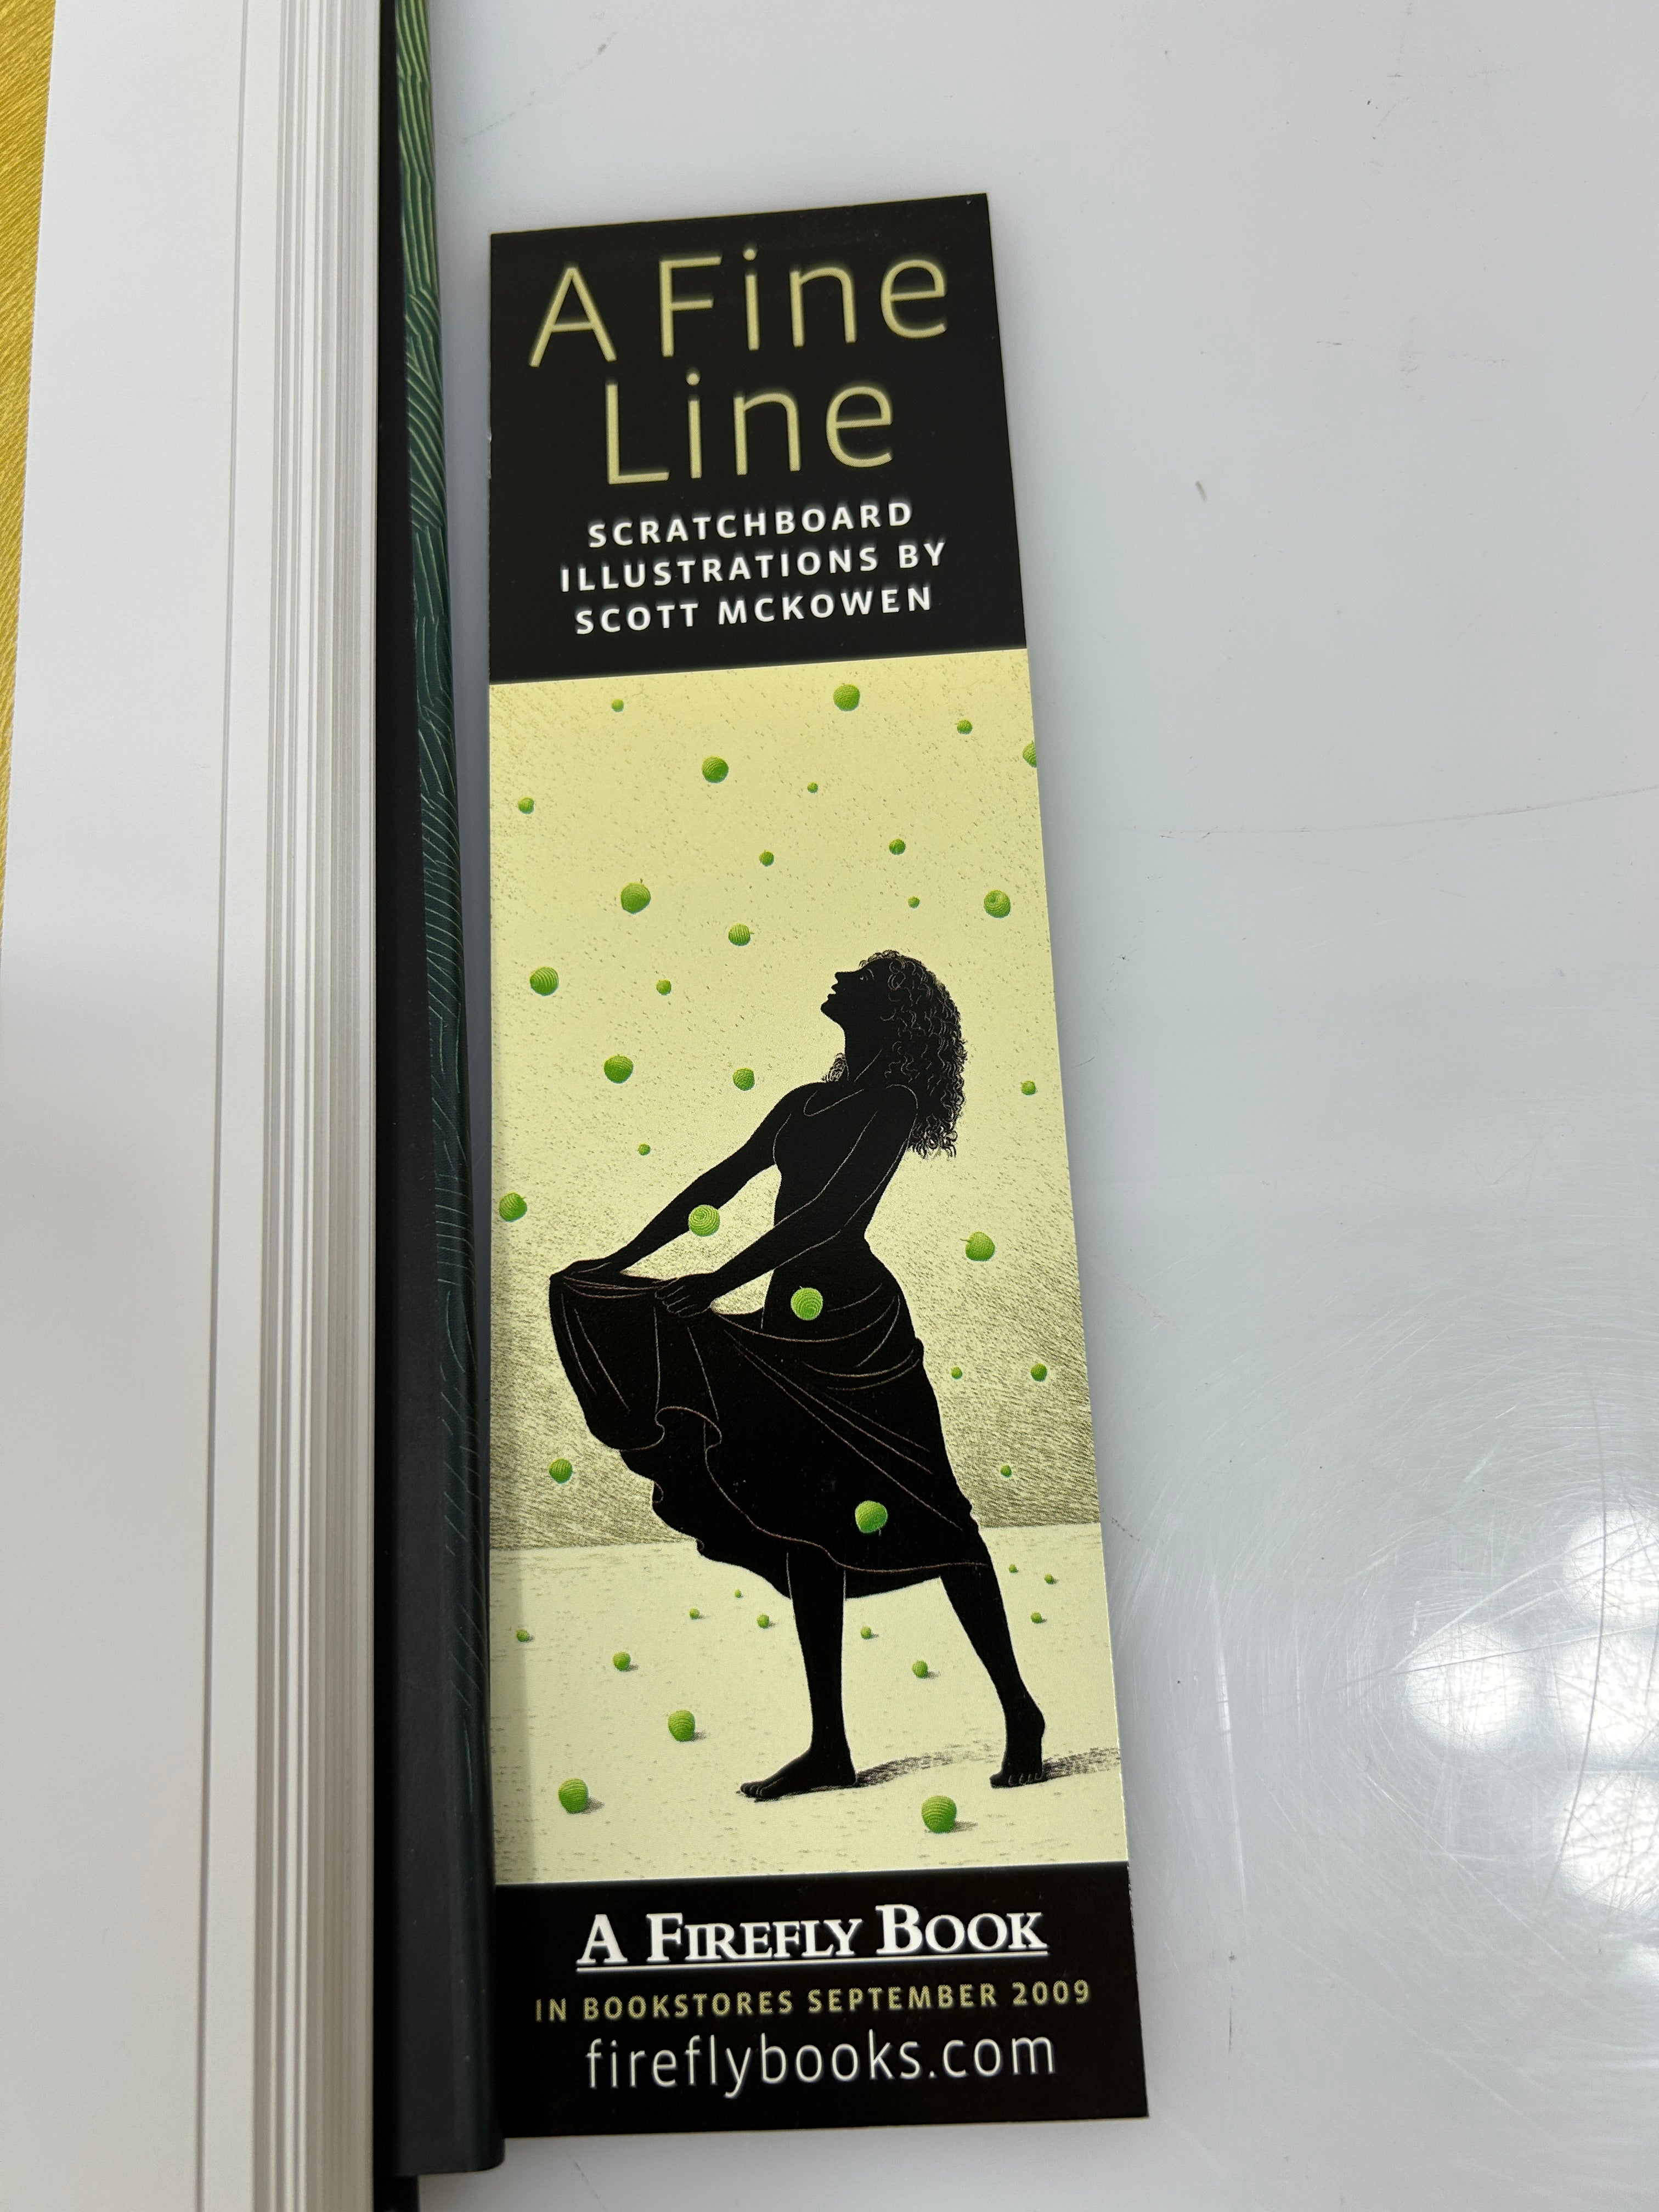 A Fine
Line
SCRATCHBOARD
ILLUSTRATIONS BY
SCOTT MCKOWEN
A FIREFLY BOOK
IN BOOKSTORES SEPTEMBER 2009
fireflybooks.com